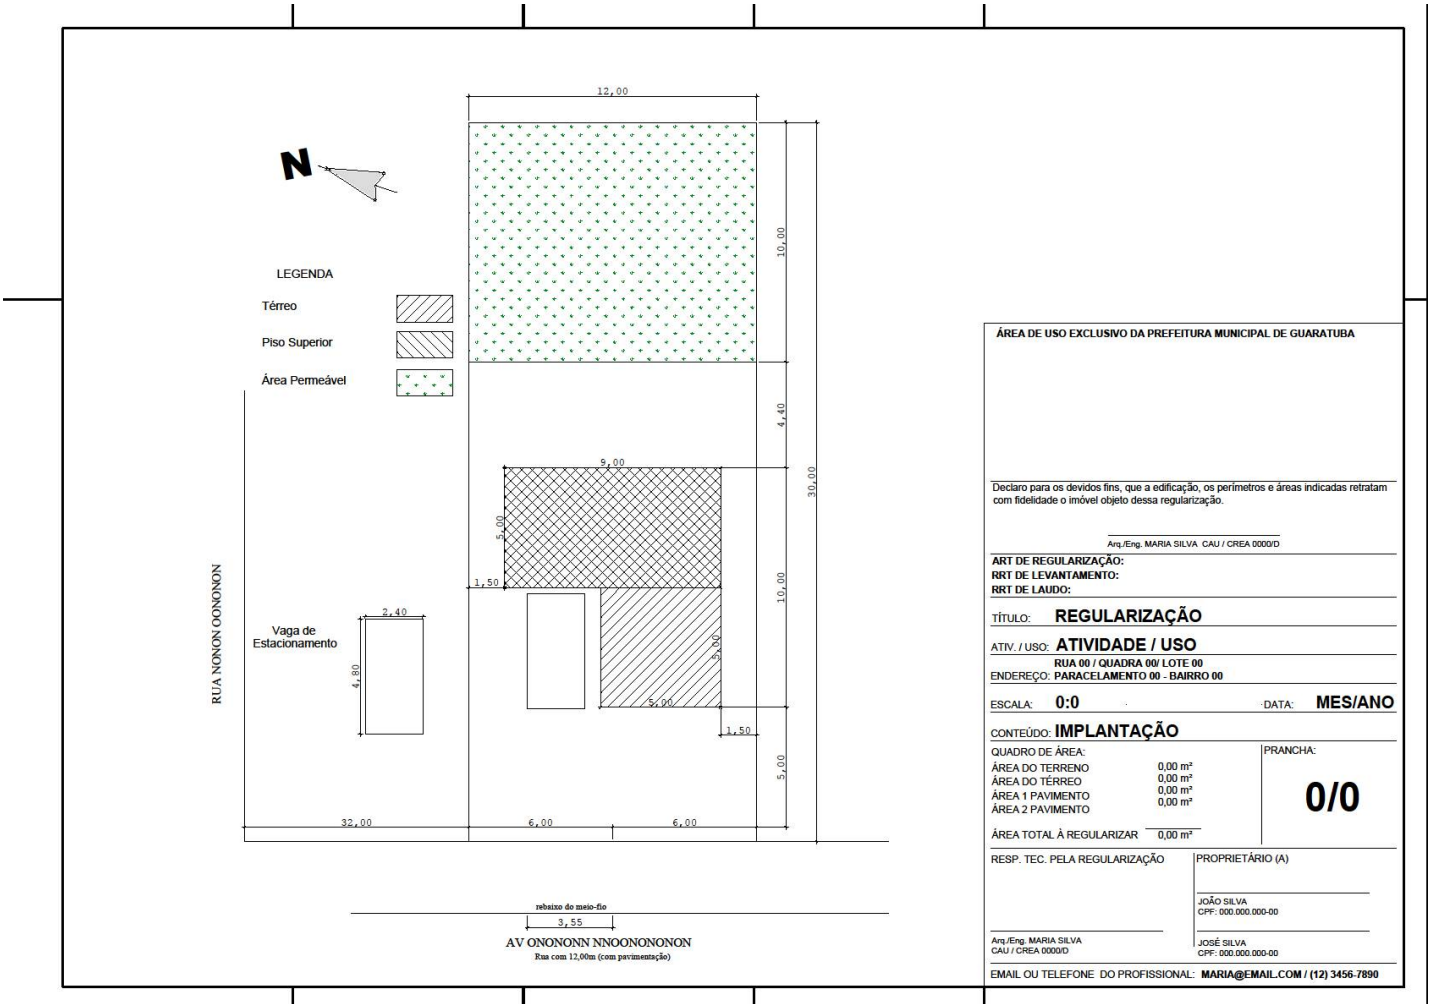 12,00
N
10,00
LEGENDA
Térreo
Piso Superior
Área Permeável
4,40
9,00
30,00
5,00
1,50
10,00
RUA NONON OONONON
Vaga de
Estacionamento
2,40
4,80
5,00
5,00
1,50
5,00
32,00
6,00
6,00
rebaixo do meio-fio
3,55
AV ONONONN NNOONONONON
Rua com 12,00m (com pavimentação)
ÁREA DE USO EXCLUSIVO DA PREFEITURA MUNICIPAL DE GUARATUBA
Declaro para os devidos fins, que a edificação, os perímetros e áreas indicadas retratam
com fidelidade o imóvel objeto dessa regularização.
Arq./Eng. MARIA SILVA CAU / CREA 0000/D
ART DE REGULARIZAÇÃO:
RRT DE LEVANTAMENTO:
RRT DE LAUDO:
TÍTULO: REGULARIZAÇÃO
ATIV. / USO: ATIVIDADE / USO
RUA 00 / QUADRA 00/ LOTE 00
ENDEREÇO: PARACELAMENTO 00 - BAIRRO 00
ESCALA: 0:0 DATA: MES/ANO
CONTEÚDO: IMPLANTAÇÃO
QUADRO DE ÁREA:
ÁREA DO TERRENO 0,00 m²
ÁREA DO TÉRREO 0,00 m²
ÁREA 1 PAVIMENTO 0,00 m²
ÁREA 2 PAVIMENTO 0,00 m²
ÁREA TOTAL À REGULARIZAR 0,00 m²
PRANCHA:
0/0
RESP. TEC. PELA REGULARIZAÇÃO
Arq./Eng. MARIA SILVA
CAU / CREA 0000/D
PROPRIETÁRIO (A)
JOÃO SILVA
CPF: 000.000.000-00
JOSÉ SILVA
CPF: 000.000.000-00
EMAIL OU TELEFONE DO PROFISSIONAL: MARIA@EMAIL.COM / (12) 3456-7890